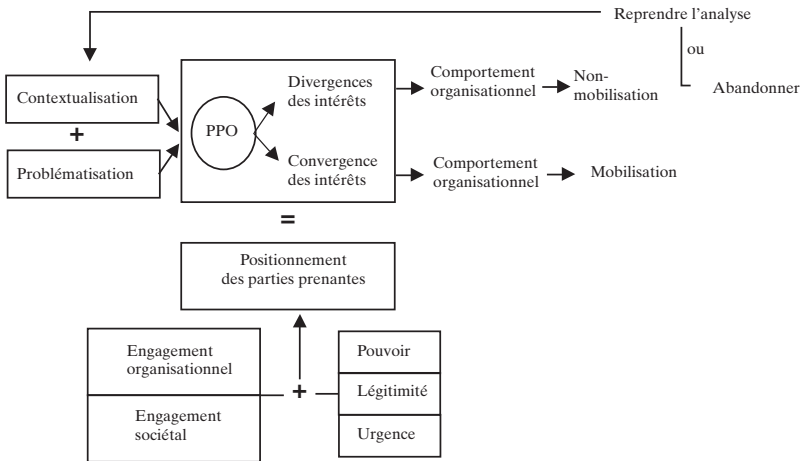 Reprendre l'analyse
ou
Abandonner
Contextualisation
+
Problématisation
PPO
Divergences
des intérêts
Convergence
des intérêts
Comportement
organisationnel
Non-
mobilisation
Comportement
organisationnel
Mobilisation
=
Positionnement
des parties prenantes
Engagement
organisationnel
Engagement
sociétal
+
Pouvoir
Légitimité
Urgence